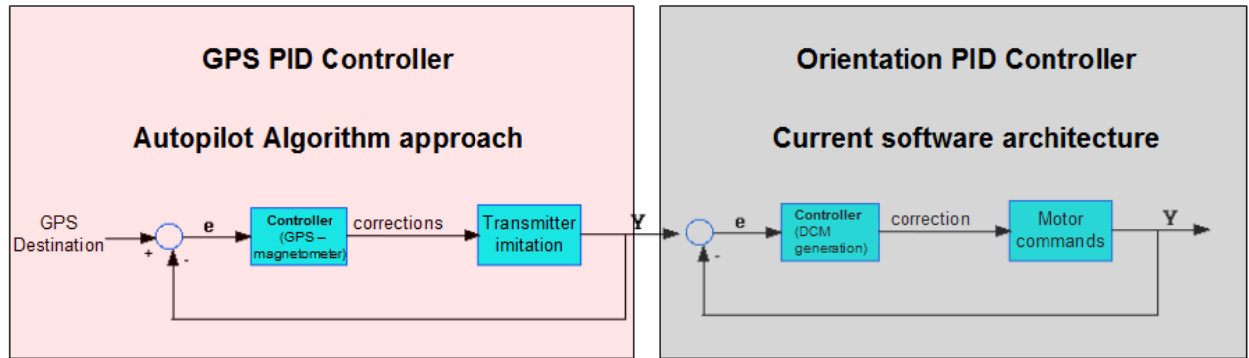 GPS PID Controller
Autopilot Algorithm approach
GPS
Destination
+
-
e
Controller
(GPS –
magnetometer)
corrections
Transmitter
imitation
Y
Orientation PID Controller
Current software architecture
-
e
Controller
(DCM
generation)
correction
Motor
commands
Y